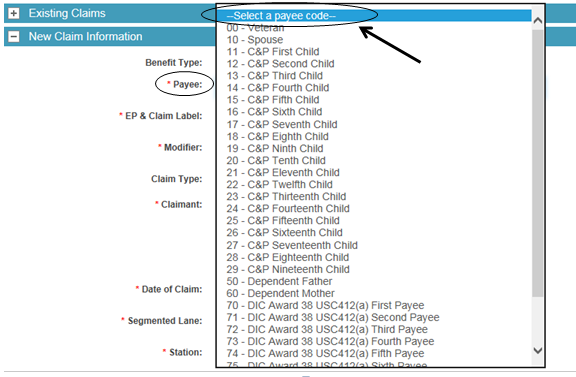 Existing Claims
--Select a payee code--
00 - Veteran
New Claim Information
10 - Spouse
11 - C&P First Child
Benefit Type:
12 - C&P Second Child
13 - C&P Third Child
* Payee:
14 - C&P Fourth Child
15 - C&P Fifth Child
16 - C&P Sixth Child
* EP & Claim Label:
17 - C&P Seventh Child
18 - C&P Eighth Child
* Modifier:
19 - C&P Ninth Child
20 - C&P Tenth Child
21 - C&P Eleventh Child
Claim Type:
22 - C&P Twelfth Child
23 - C&P Thirteenth Child
* Claimant:
24 - C&P Fourteenth Child
25 - C&P Fifteenth Child
26 - C&P Sixteenth Child
27 - C&P Seventeenth Child
28 - C&P Eighteenth Child
29 - C&P Nineteenth Child
50 - Dependent Father
* Date of Claim:
60 - Dependent Mother
70 - DIC Award 38 USC412(a) First Payee
71 - DIC Award 38 USC412(a) Second Payee
* Segmented Lane:
72 - DIC Award 38 USC412(a) Third Payee
73 - DIC Award 38 USC412(a) Fourth Payee
* Station:
74 - DIC Award 38 USC412(a) Fifth Payee
75 - DIC Award 38 USC412(a) Sixth Payee